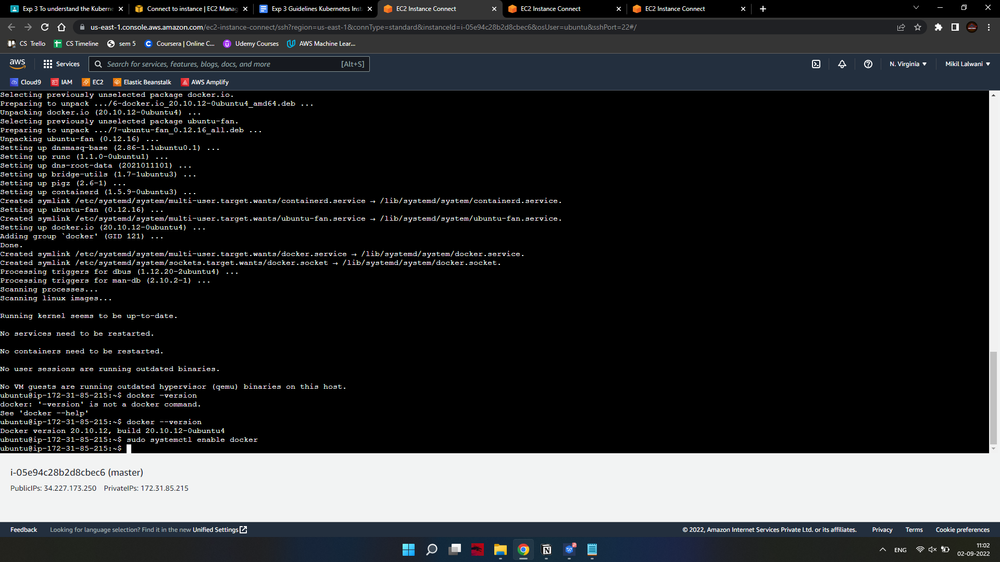 Exp 3 To understand the Kuberne
Connect to instance | EC2 Manag
Exp 3 Guidelines Kubernetes Inst
EC2 Instance Connect
EC2 Instance Connect
EC2 Instance Connect
us-east-1.console.aws.amazon.com/ec2-instance-connect/ssh?region=us-east-1&connType=standard&instanceId=i-05e94c28b2d8cbec6&osUser=ubuntu&sshPort=22#/
CS Trello
CS Timeline
sem 5
Coursera | Online C...
Udemy Courses
AWS Machine Lear...
aws
Services
Search for services, features, blogs, docs, and more
[Alt+S]
N. Virginia
Mikil Lalwani
Cloud9
IAM
EC2
Elastic Beanstalk
AWS Amplify
Selecting previously unselected package docker.io.
Preparing to unpack .../6-docker.io_20.10.12-0ubuntu4_amd64.deb ...
Unpacking docker.io (20.10.12-0ubuntu4) ...
Selecting previously unselected package ubuntu-fan.
Preparing to unpack .../7-ubuntu-fan_0.12.16_all.deb ...
Unpacking ubuntu-fan (0.12.16) ...
Setting up dnsmasq-base (2.86-1.1ubuntu0.1) ...
Setting up runc (1.1.0-0ubuntu1) ...
Setting up dns-root-data (2021011101) ...
Setting up bridge-utils (1.7-1ubuntu3) ...
Setting up pigz (2.6-1) ...
Setting up containerd (1.5.9-0ubuntu3) ...
Created symlink /etc/systemd/system/multi-user.target.wants/containerd.service → /lib/systemd/system/containerd.service.
Setting up ubuntu-fan (0.12.16) ...
Created symlink /etc/systemd/system/multi-user.target.wants/ubuntu-fan.service → /lib/systemd/system/ubuntu-fan.service.
Setting up docker.io (20.10.12-0ubuntu4) ...
Adding group `docker' (GID 121) ...
Done.
Created symlink /etc/systemd/system/multi-user.target.wants/docker.service → /lib/systemd/system/docker.service.
Created symlink /etc/systemd/system/sockets.target.wants/docker.socket → /lib/systemd/system/docker.socket.
Processing triggers for dbus (1.12.20-2ubuntu4) ...
Processing triggers for man-db (2.10.2-1) ...
Scanning processes...
Scanning linux images...
Running kernel seems to be up-to-date.
No services need to be restarted.
No containers need to be restarted.
No user sessions are running outdated binaries.
No VM guests are running outdated hypervisor (qemu) binaries on this host.
ubuntu@ip-172-31-85-215:~$ docker -version
docker: '-version' is not a docker command.
See 'docker --help'
ubuntu@ip-172-31-85-215:~$ docker --version
Docker version 20.10.12, build 20.10.12-0ubuntu4
ubuntu@ip-172-31-85-215:~$ sudo systemctl enable docker
ubuntu@ip-172-31-85-215:~$
i-05e94c28b2d8cbec6 (master)
PublicIPs: 34.227.173.250 PrivateIPs: 172.31.85.215
Feedback
Looking for language selection? Find it in the new Unified Settings
© 2022, Amazon Internet Services Private Ltd. or its affiliates.
Privacy
Terms
Cookie preferences
ENG
11:02
02-09-2022